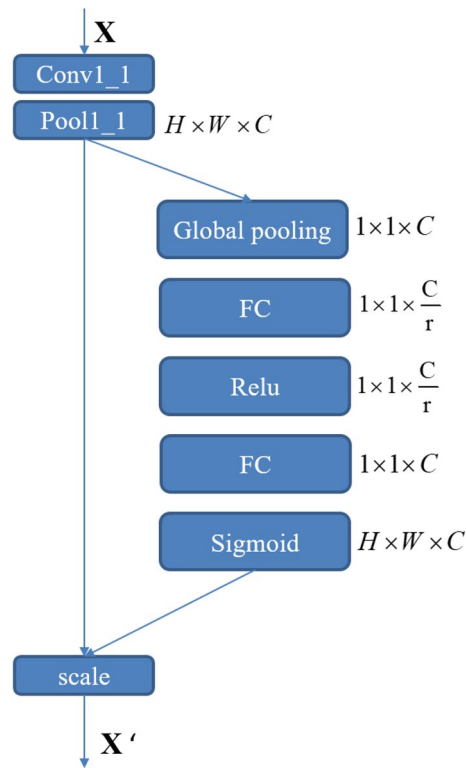 X
Conv1_1
Pool1_1 H×W×C
Global pooling 1×1×C
FC 1×1×C/r
Relu 1×1×C/r
FC 1×1×C
Sigmoid H×W×C
scale
X‘